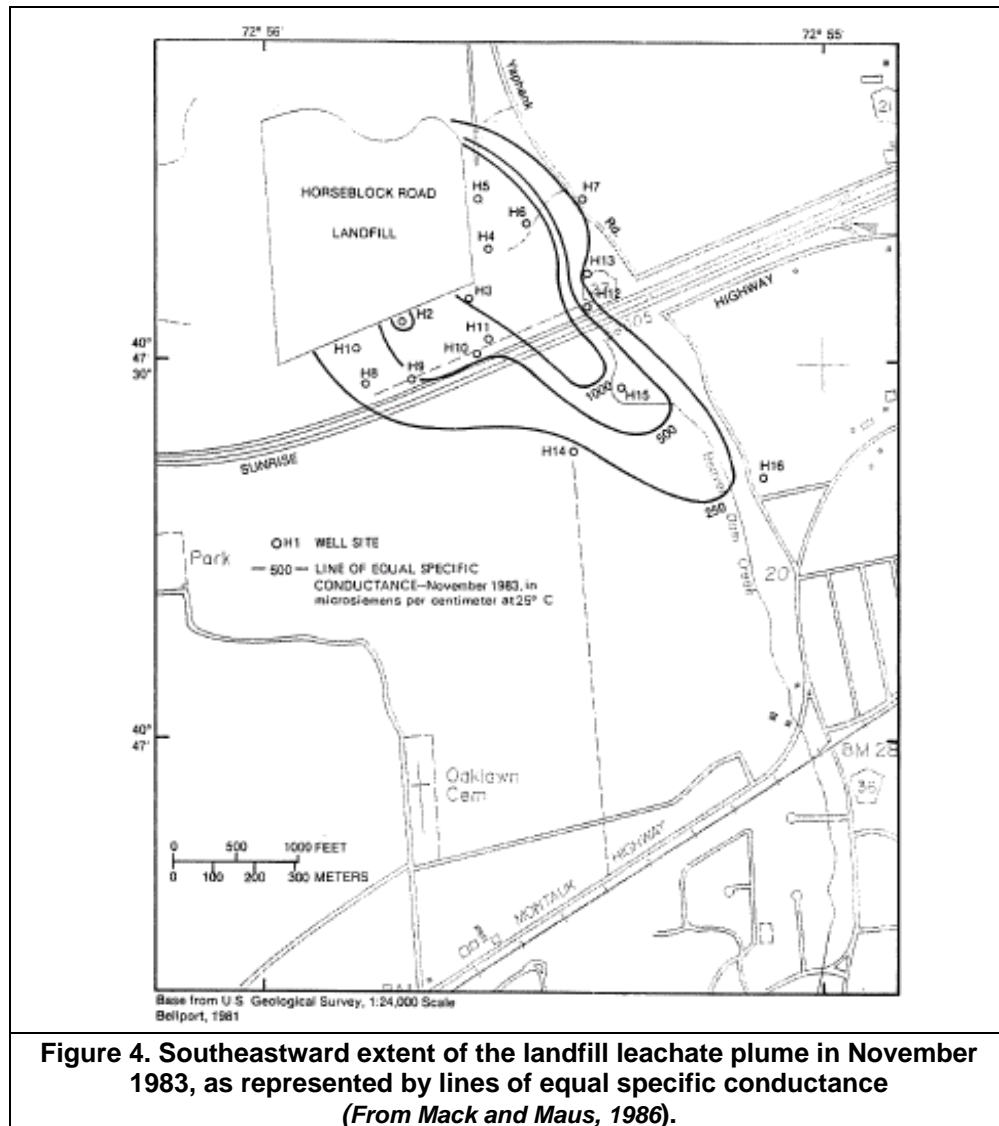 72° 56'
72° 55'
Yaphank
21
HORSEBLOCK ROAD
LANDFILL
H5
H7
H6
Rd.
H4
H13
H3
37
H12
HIGHWAY
H2
105
H11
40°
47'
30"
H1
H10
H9
H8
1000
H15
500
SUNRISE
H14
H16
250
OH1 WELL SITE
— 500 — LINE OF EQUAL SPECIFIC
CONDUCTANCE—November 1983, in
microsiemens per centimeter at 25° C
Park
Creek
20
40°
47'
BM 28
36
Oaklawn
Cem
0 500 1000 FEET
0 100 200 300 METERS
MONTAUK HIGHWAY
Base from U.S. Geological Survey, 1:24,000 Scale
Bellport, 1981
Figure 4. Southeastward extent of the landfill leachate plume in November
1983, as represented by lines of equal specific conductance
(From Mack and Maus, 1986).